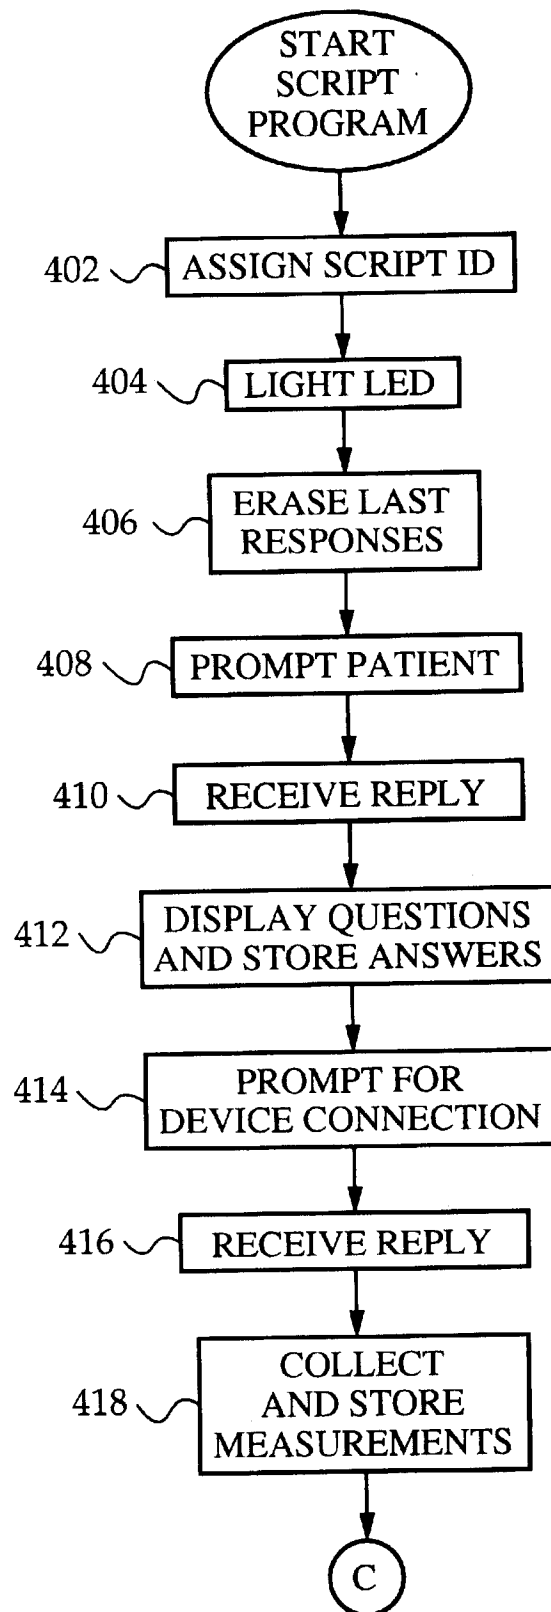 START
SCRIPT
PROGRAM
402
ASSIGN SCRIPT ID
404
LIGHT LED
406
ERASE LAST
RESPONSES
408
PROMPT PATIENT
410
RECEIVE REPLY
412
DISPLAY QUESTIONS
AND STORE ANSWERS
414
PROMPT FOR
DEVICE CONNECTION
416
RECEIVE REPLY
418
COLLECT
AND STORE
MEASUREMENTS
C